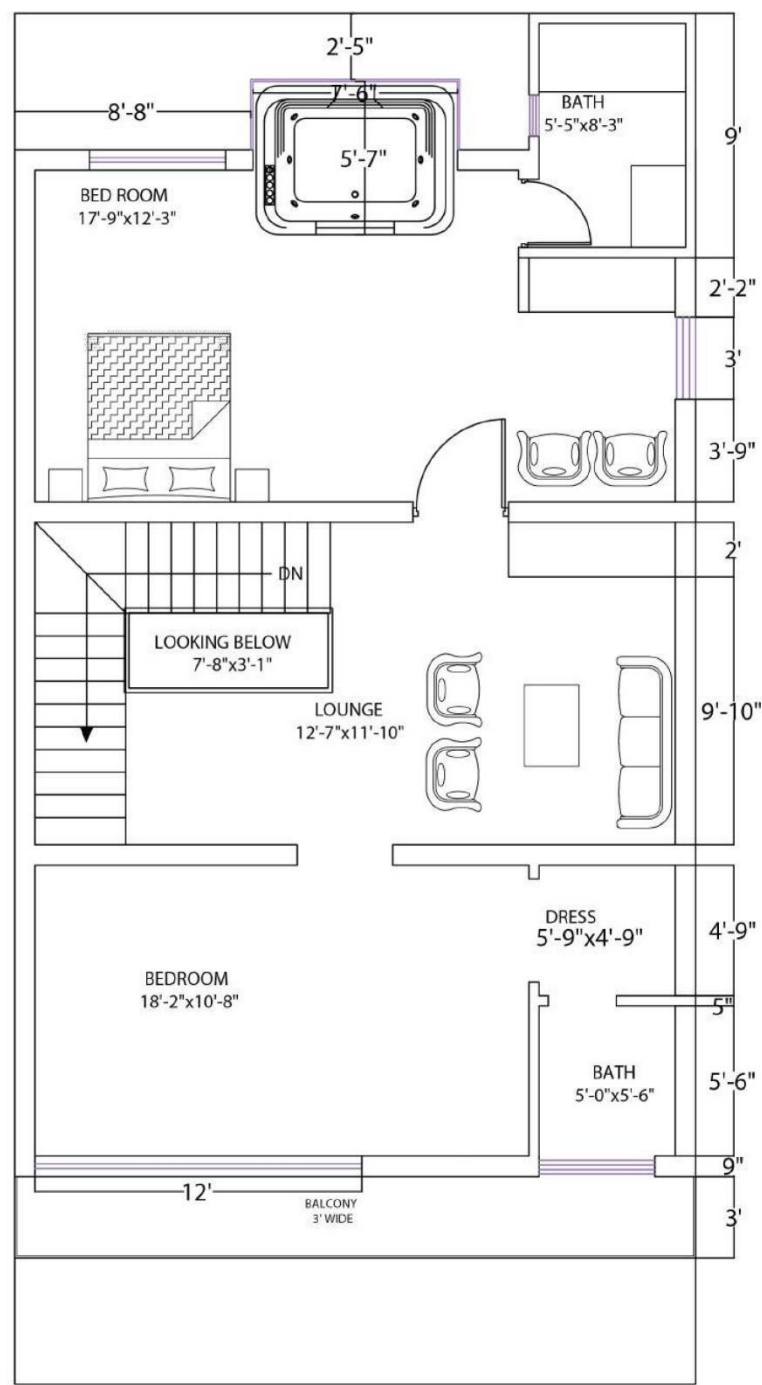 2'-5"
7'-6"
8'-8"
BATH
5'-5"x8'-3"
9'
5'-7"
BED ROOM
17'-9"x12'-3"
2'-2"
3'
3'-9"
2'
DN
LOOKING BELOW
7'-8"x3'-1"
LOUNGE
12'-7"x11'-10"
9'-10"
DRESS
5'-9"x4'-9"
4'-9"
BEDROOM
18'-2"x10'-8"
5"
BATH
5'-0"x5'-6"
5'-6"
9"
12'
BALCONY
3' WIDE
3'